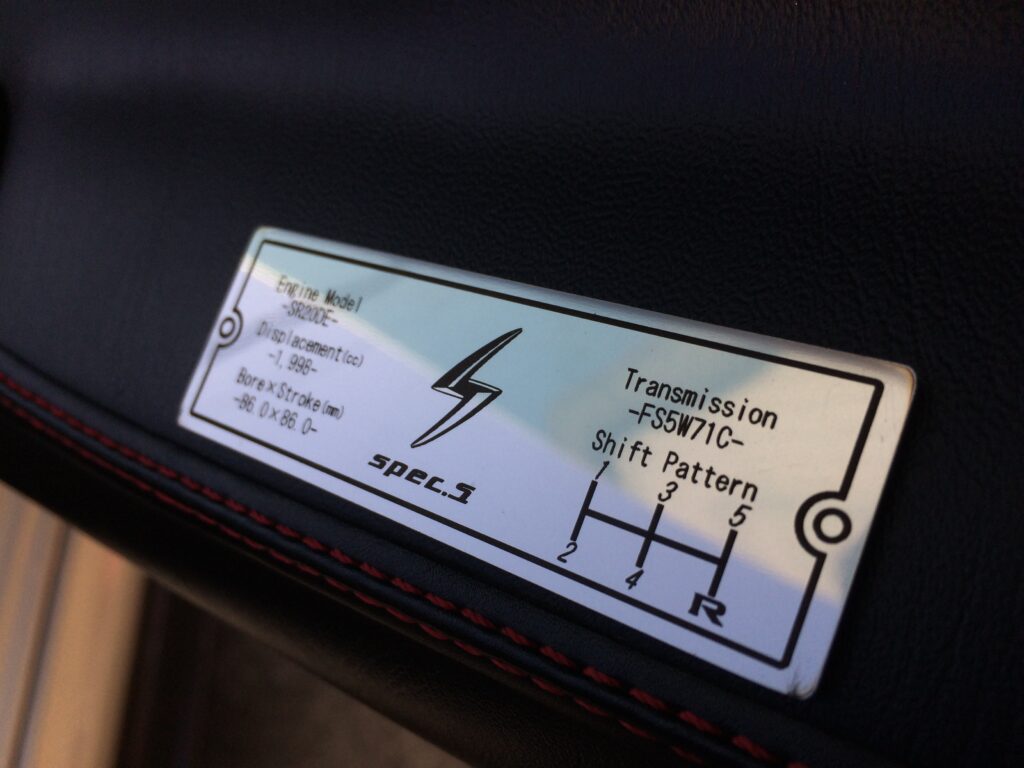 Engine Model
-SR20DE-
Displacement(cc)
-1,998-
Bore×Stroke(mm)
-86.0×86.0-
spec.S
Transmission
-FS5W71C-
Shift Pattern
1 3 5
2 4 R